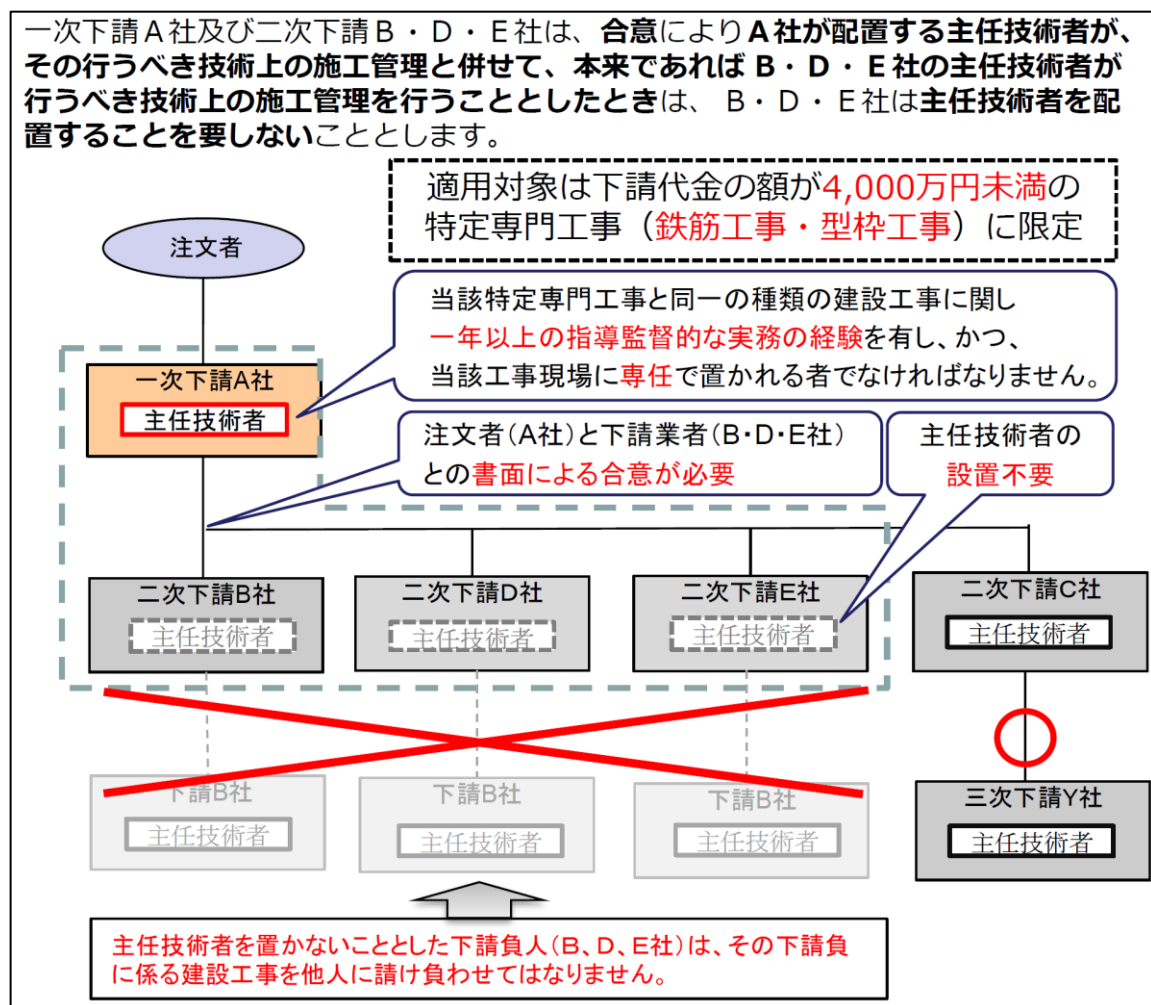 一次下請A社及び二次下請B・D・E社は、合意によりA社が配置する主任技術者が、
その行うべき技術上の施工管理と併せて、本来であればB・D・E社の主任技術者が
行うべき技術上の施工管理を行うこととしたときは、B・D・E社は主任技術者を配
置することを要しないこととします。
適用対象は下請代金の額が4,000万円未満の
特定専門工事（鉄筋工事・型枠工事）に限定
注文者
当該特定専門工事と同一の種類の建設工事に関し
一年以上の指導監督的な実務の経験を有し、かつ、
当該工事現場に専任で置かれる者でなければなりません。
一次下請A社
主任技術者
注文者（A社）と下請業者（B・D・E社）
との書面による合意が必要
主任技術者の
設置不要
二次下請B社
主任技術者
二次下請D社
主任技術者
二次下請E社
主任技術者
二次下請C社
主任技術者
下請B社
主任技術者
下請B社
主任技術者
下請B社
主任技術者
三次下請Y社
主任技術者
主任技術者を置かないこととした下請負人（B、D、E社）は、その下請負
に係る建設工事を他人に請け負わせてはなりません。